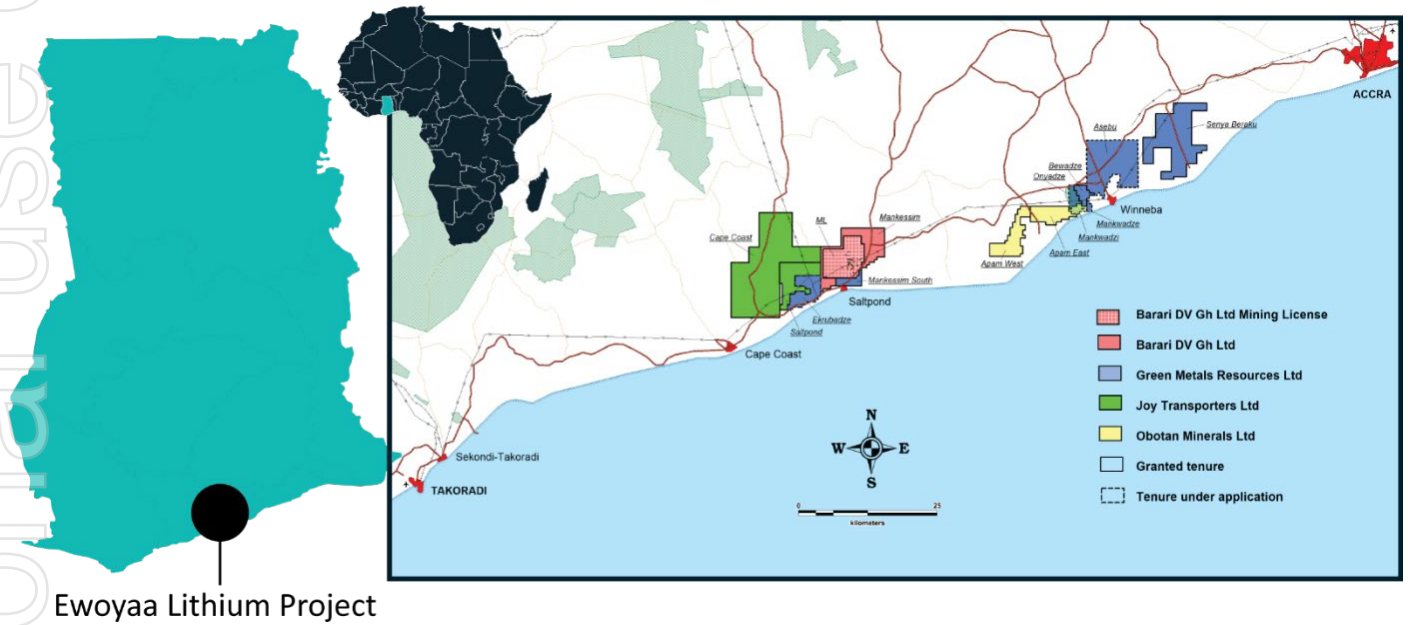 ACCRA
Senya Beraku
Asebu
Bewadze
Onyadze
Winneba
Mankwadze
Mankwadzi
Apam East
Apam West
Mankessim
ML
Cape Coast
Mankessim South
Saltpond
Ekrubadze
Saltpond
Cape Coast
Barari DV Gh Ltd Mining License
Barari DV Gh Ltd
Green Metals Resources Ltd
Joy Transporters Ltd
Obotan Minerals Ltd
Granted tenure
Tenure under application
N
W E
S
0 25
kilometers
Sekondi-Takoradi
TAKORADI
Ewoyaa Lithium Project